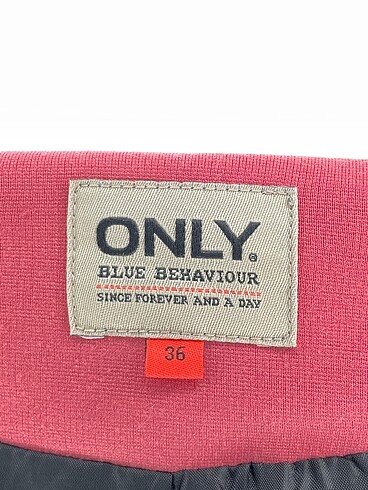 ONLY®
BLUE BEHAVIOUR
SINCE FOREVER AND A DAY
36